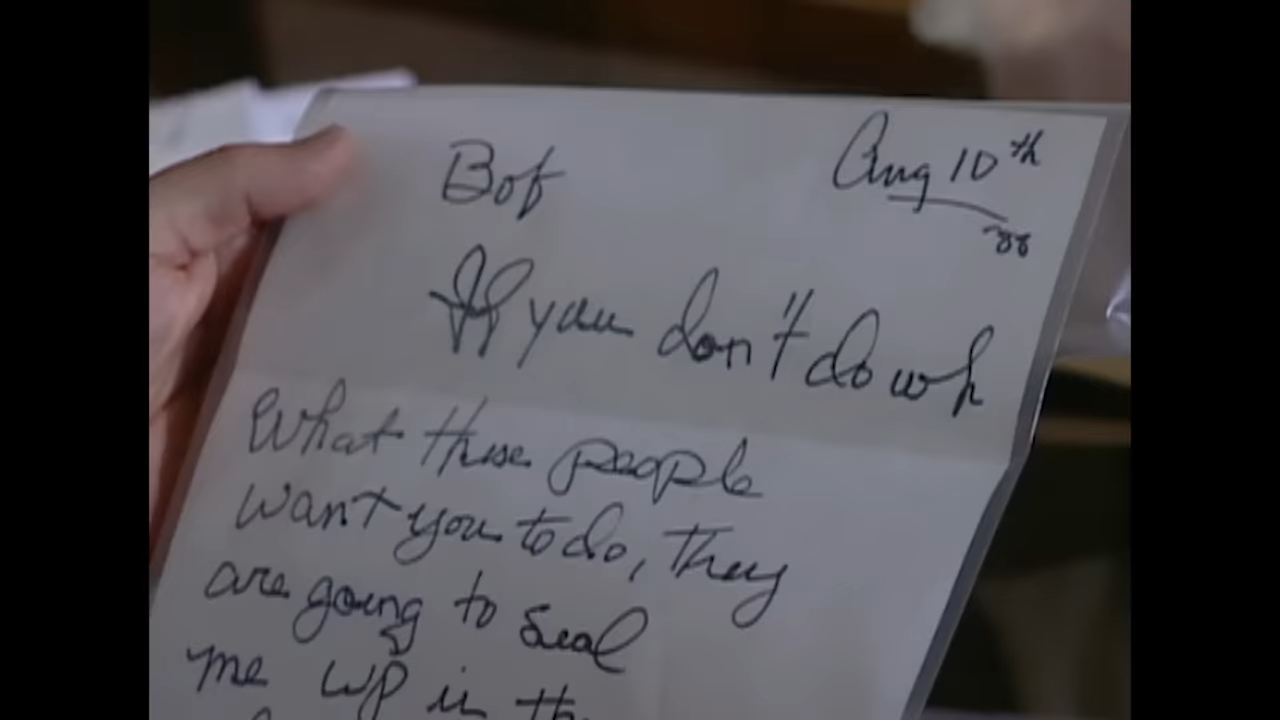 Aug 10th
'88
Bob
If you don't do wh
What these people
want you to do, they
are going to seal
me up in th